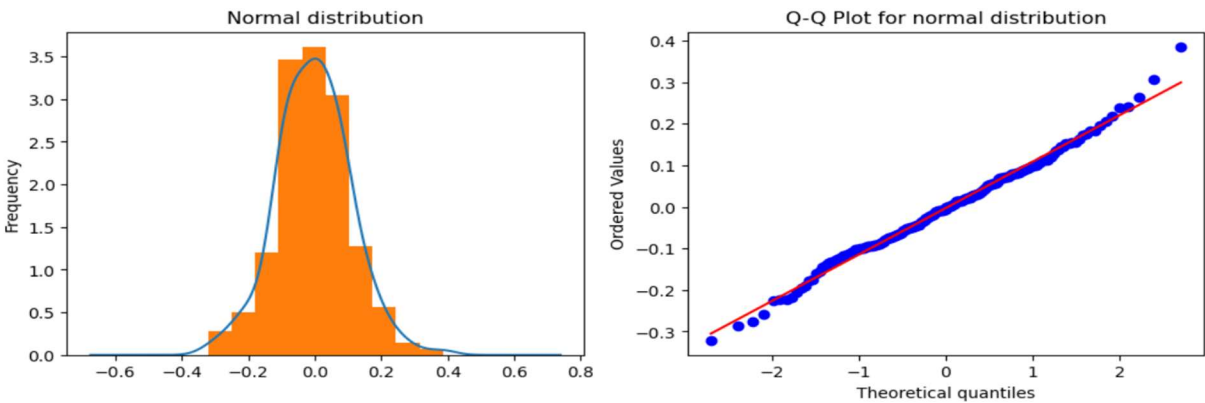 Normal distribution
Frequency
3.5
3.0
2.5
2.0
1.5
1.0
0.5
0.0
−0.6 −0.4 −0.2 0.0 0.2 0.4 0.6 0.8
Q-Q Plot for normal distribution
Ordered Values
0.4
0.3
0.2
0.1
0.0
−0.1
−0.2
−0.3
−2 −1 0 1 2
Theoretical quantiles